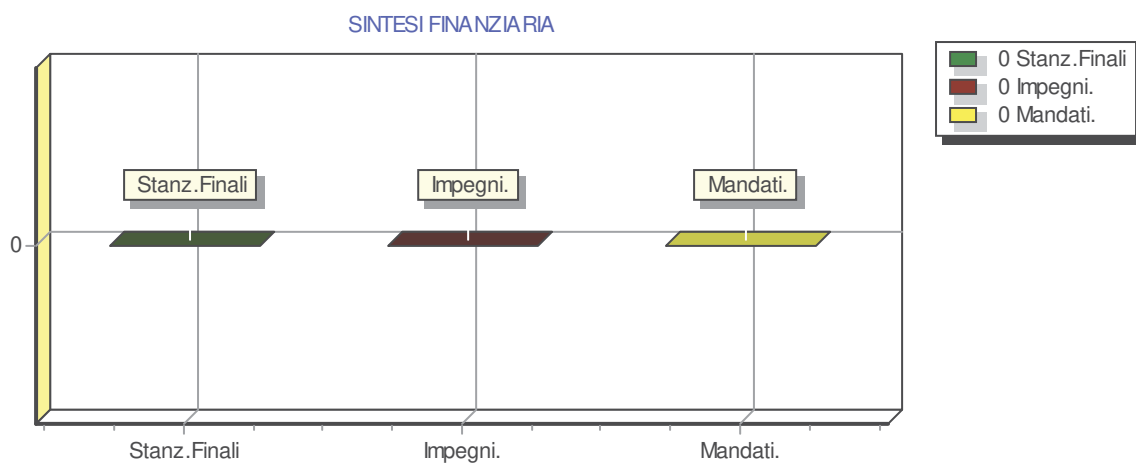 SINTESI FINANZIARIA
0 Stanz.Finali
0 Impegni.
0 Mandati.
Stanz.Finali
Impegni.
Mandati.
0
Stanz.Finali
Impegni.
Mandati.